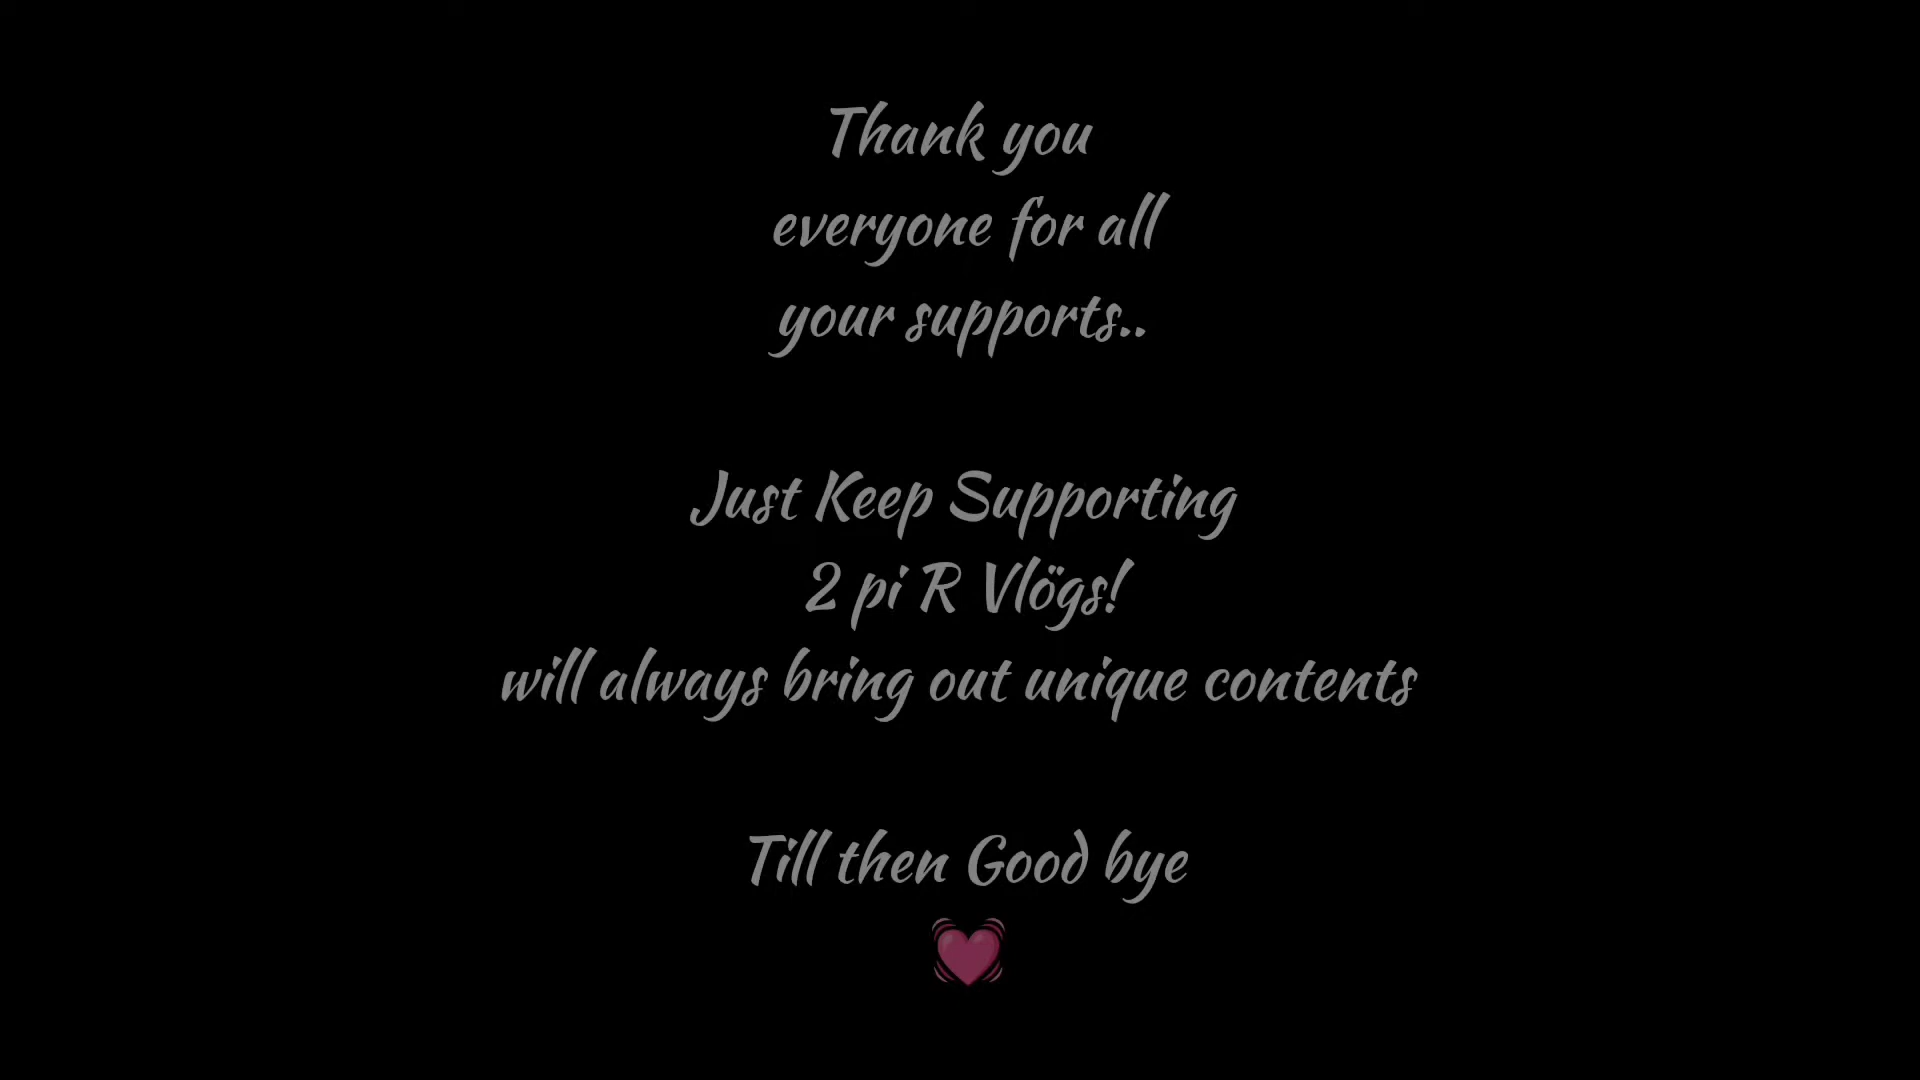 Thank you
everyone for all
your supports..
Just Keep Supporting
2 pi R Vlögs!
will always bring out unique contents
Till then Good bye
💓